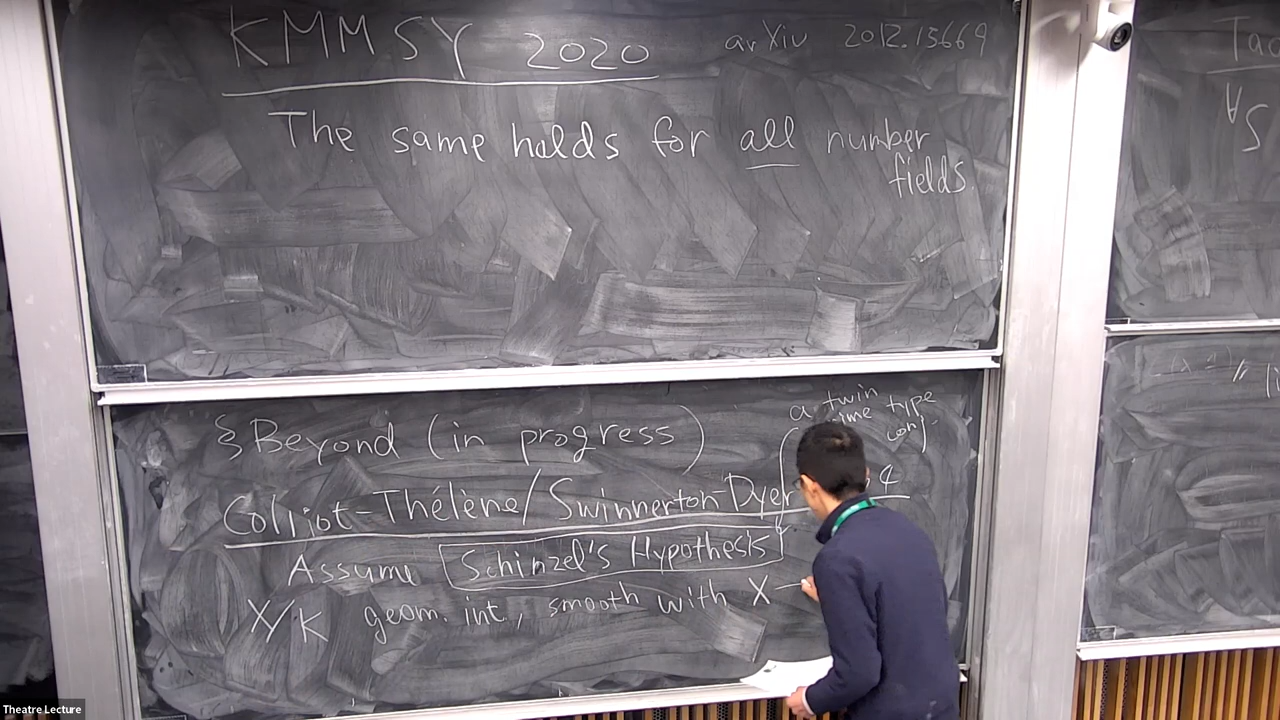 KMMSY 2020 arXiv 2012.15669
The same holds for all number
fields.
§ Beyond (in progress)
a twin
type
conj.
Colliot-Thélène/Swinnerton-Dyer
Assume Schinzel's Hypothesis
X/K geom. int, smooth with X
Theatre Lecture